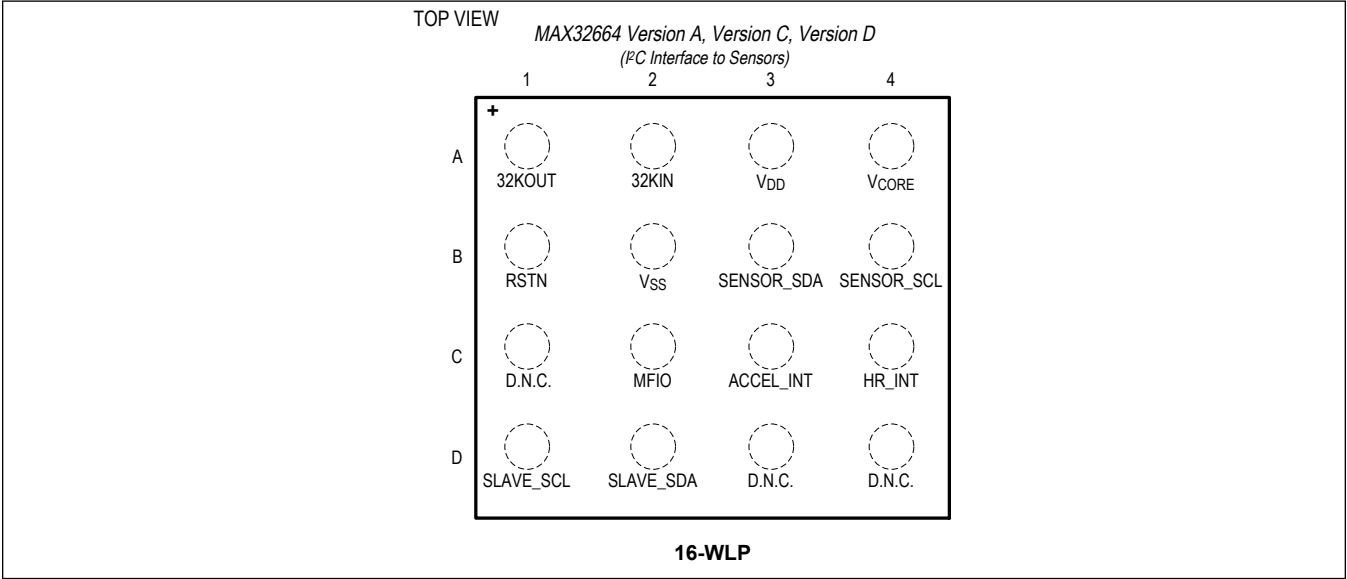 TOP VIEW
MAX32664 Version A, Version C, Version D
(I²C Interface to Sensors)
1 2 3 4
+
A
32KOUT 32KIN VDD VCORE
B
RSTN VSS SENSOR_SDA SENSOR_SCL
C
D.N.C. MFIO ACCEL_INT HR_INT
D
SLAVE_SCL SLAVE_SDA D.N.C. D.N.C.
16-WLP